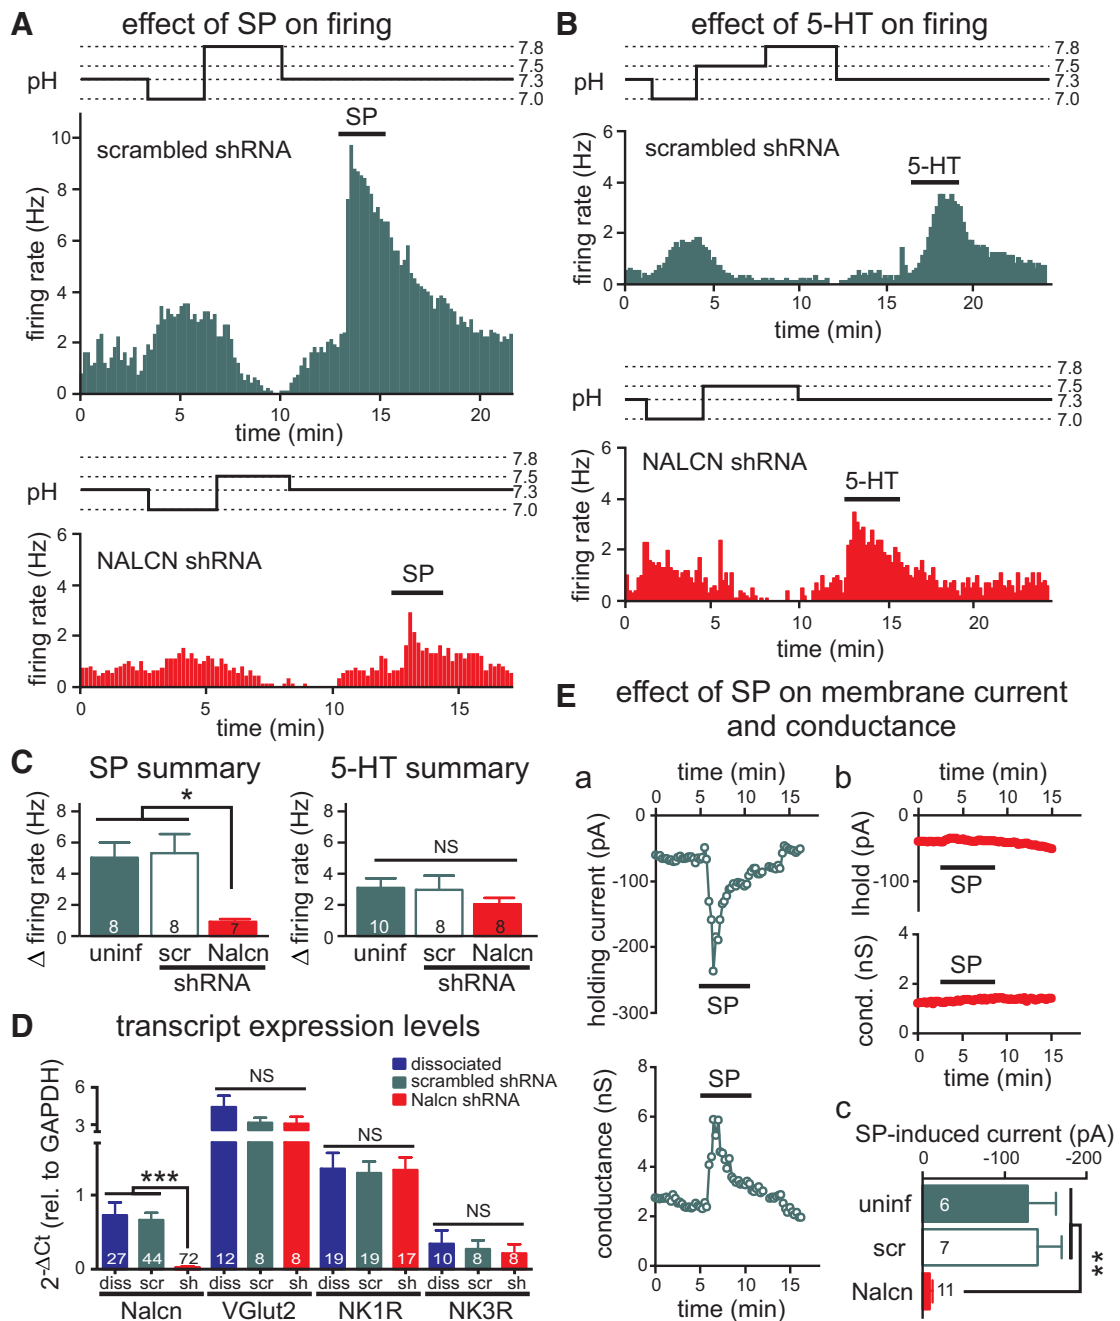 A effect of SP on firing
pH
7.8
7.5
7.3
7.0
scrambled shRNA
SP
firing rate (Hz)
10
8
6
4
2
0
0 5 10 15 20
time (min)
pH
7.8
7.5
7.3
7.0
NALCN shRNA
SP
firing rate (Hz)
6
4
2
0
0 5 10 15
time (min)
B effect of 5-HT on firing
pH
7.8
7.5
7.3
7.0
scrambled shRNA
5-HT
firing rate (Hz)
6
4
2
0
0 5 10 15 20
time (min)
pH
7.8
7.5
7.3
7.0
NALCN shRNA
5-HT
firing rate (Hz)
6
4
2
0
0 5 10 15 20
time (min)
C SP summary
Δ firing rate (Hz)
8
6
4
2
0
*
8 8 7
uninf scr Nalcn
shRNA
5-HT summary
Δ firing rate (Hz)
8
6
4
2
0
NS
10 8 8
uninf scr Nalcn
shRNA
D transcript expression levels
2-ΔCt (rel. to GAPDH)
6
3
1
0
dissociated
scrambled shRNA
Nalcn shRNA
***
NS
NS
NS
27 44 72 12 8 8 19 19 17 10 8 8
diss scr sh diss scr sh diss scr sh diss scr sh
Nalcn VGlut2 NK1R NK3R
E effect of SP on membrane current
and conductance
a
time (min)
0 5 10 15
holding current (pA)
0
-100
-200
-300
SP
conductance (nS)
8
6
4
2
0
SP
0 5 10 15
time (min)
b
time (min)
0 5 10 15
Ihold (pA)
0
-100
SP
cond. (nS)
4
2
0
SP
0 5 10 15
time (min)
c
SP-induced current (pA)
0 -100 -200
uninf 6
scr 7
Nalcn 11
**